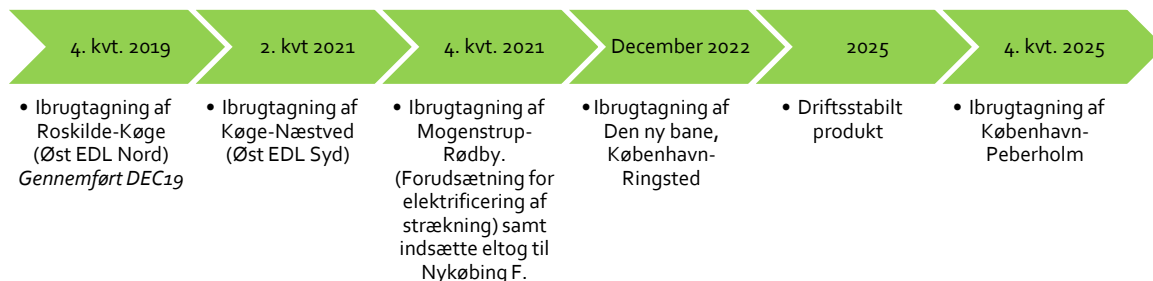 4. kvt. 2019
2. kvt 2021
4. kvt. 2021
December 2022
2025
4. kvt. 2025
• Ibrugtagning af
Roskilde-Køge
(Øst EDL Nord)
Gennemført DEC19
• Ibrugtagning af
Køge-Næstved
(Øst EDL Syd)
• Ibrugtagning af
Mogenstrup-
Rødby.
(Forudsætning for
elektrificering af
strækning) samt
indsætte eltog til
Nykøbing F.
•Ibrugtagning af
Den ny bane,
København-
Ringsted
• Driftsstabilt
produkt
• Ibrugtagning af
København-
Peberholm